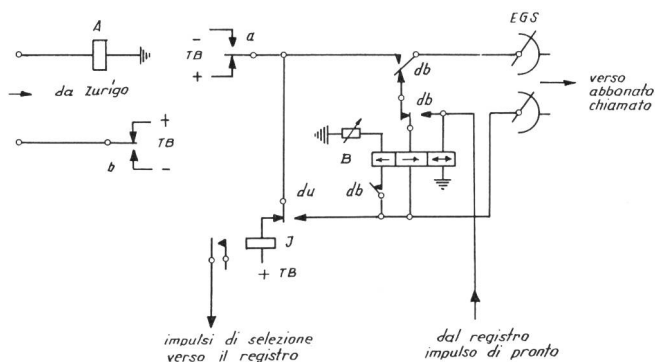 A
da Zurigo
+
TB
b
-
-
TB
+
a
EGS
db
verso
abbonato
chiamato
db
B
db
du
J
+ TB
impulsi di selezione
verso il registro
dal registro
impulso di pronto